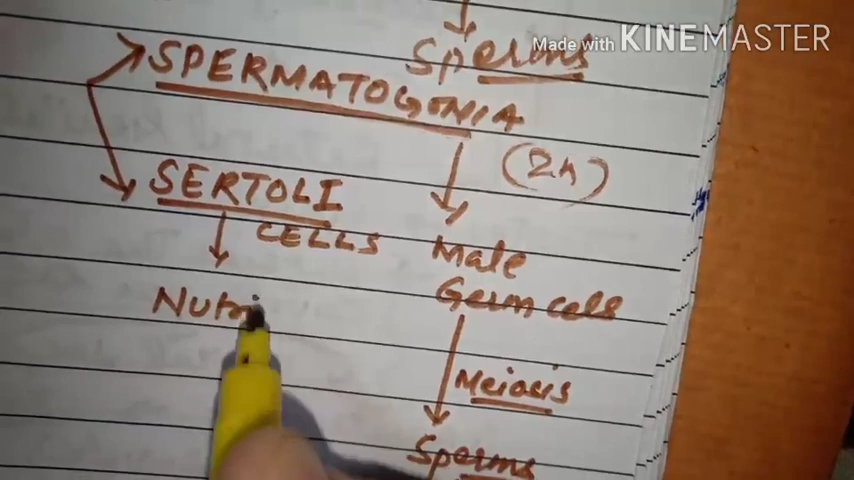 Sperms
Made with KINEMASTER
SPERMATOGONIA
(2n)
SERTOLI
CELLS
Male
Germ cells
Nutri
Meiosis
Sperms